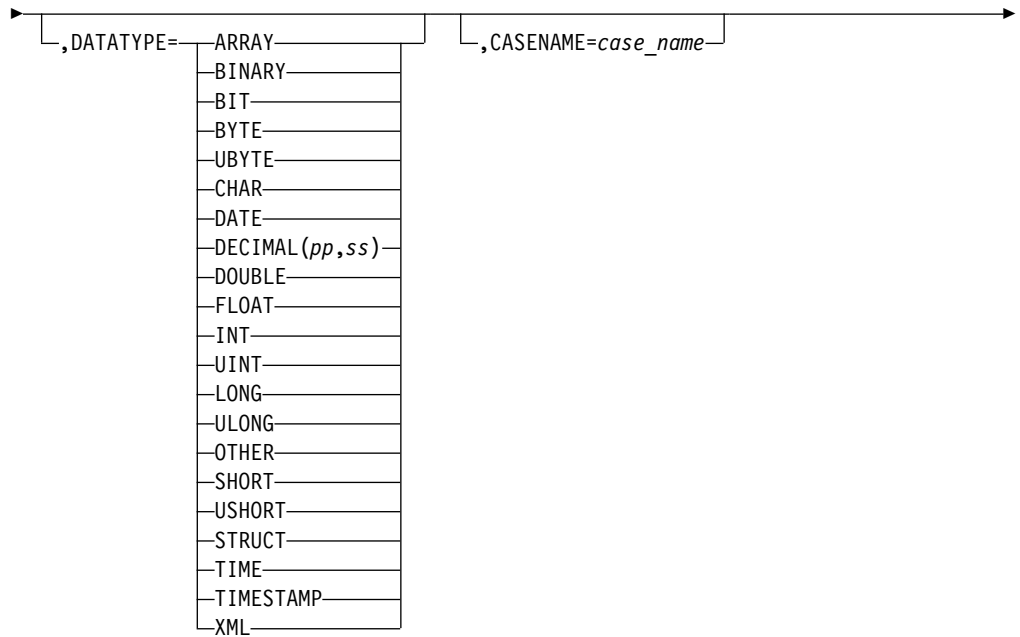 ,DATATYPE= ARRAY ,CASENAME=case_name
BINARY
BIT
BYTE
UBYTE
CHAR
DATE
DECIMAL(pp,ss)
DOUBLE
FLOAT
INT
UINT
LONG
ULONG
OTHER
SHORT
USHORT
STRUCT
TIME
TIMESTAMP
XML